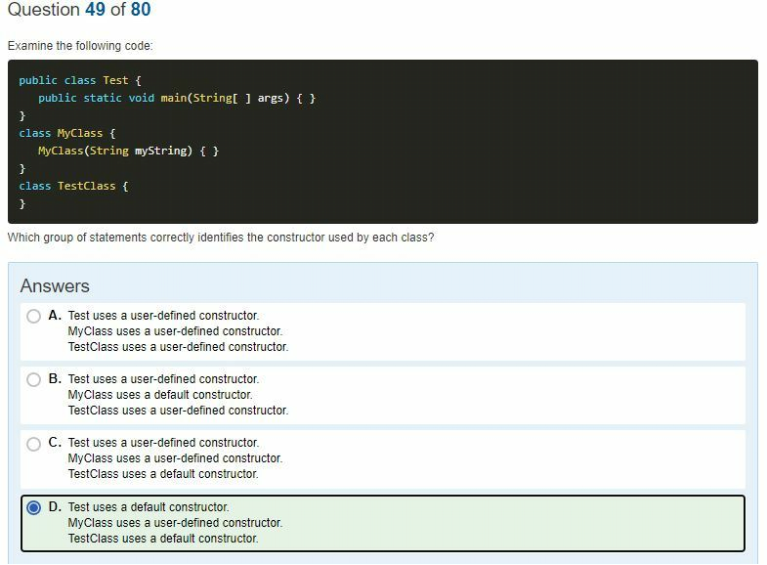 Question 49 of 80
Examine the following code:
public class Test {
public static void main(String[ ] args) { }
}
class MyClass {
MyClass(String myString) { }
}
class TestClass {
}
Which group of statements correctly identifies the constructor used by each class?
Answers
A. Test uses a user-defined constructor.
MyClass uses a user-defined constructor.
TestClass uses a user-defined constructor.
B. Test uses a user-defined constructor.
MyClass uses a default constructor.
TestClass uses a user-defined constructor.
C. Test uses a user-defined constructor.
MyClass uses a user-defined constructor.
TestClass uses a default constructor.
D. Test uses a default constructor.
MyClass uses a user-defined constructor.
TestClass uses a default constructor.